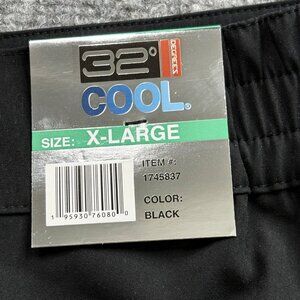 32° DEGREES
COOL®
SIZE: X-LARGE
ITEM #:
1745837
1 95930 76080 0
COLOR:
BLACK